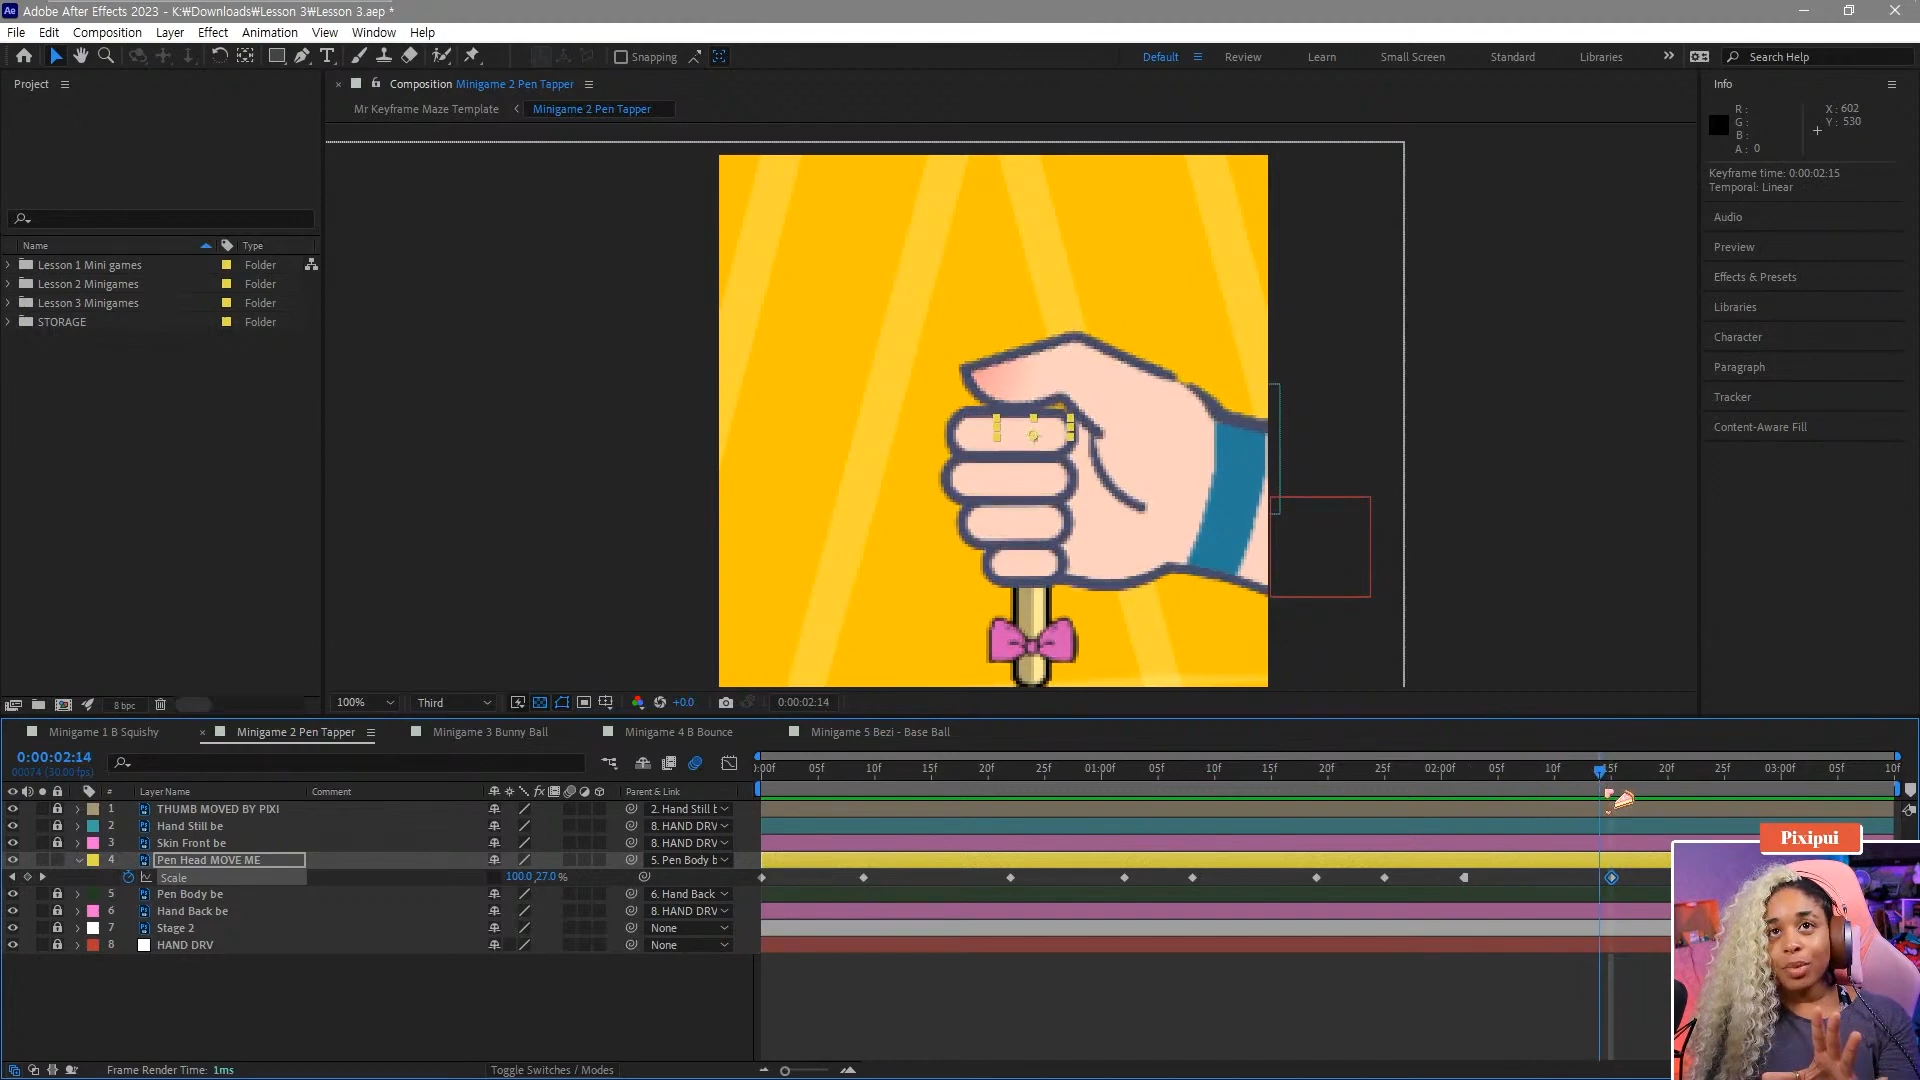 Ae Adobe After Effects 2023 - K:₩Downloads₩Lesson 3₩Lesson 3.aep *
File Edit Composition Layer Effect Animation View Window Help
Snapping Default Review Learn Small Screen Standard Libraries Search Help
Project
Composition Minigame 2 Pen Tapper
Mr Keyframe Maze Template Minigame 2 Pen Tapper
Info
R :
G :
B :
A : 0
X : 602
Y : 530
Keyframe time: 0:00:02:15
Temporal: Linear
Audio
Preview
Effects & Presets
Libraries
Character
Paragraph
Tracker
Content-Aware Fill
Name Type
Lesson 1 Mini games Folder
Lesson 2 Minigames Folder
Lesson 3 Minigames Folder
STORAGE Folder
8 bpc
100% Third +0.0 0:00:02:14
Minigame 1 B Squishy Minigame 2 Pen Tapper Minigame 3 Bunny Ball Minigame 4 B Bounce Minigame 5 Bezi - Base Ball
0:00:02:14
00074 (30.00 fps)
:00f 05f 10f 15f 20f 25f 01:00f 05f 10f 15f 20f 25f 02:00f 05f 10f 15f 20f 25f 03:00f 05f 10f
# Layer Name Comment fx Parent & Link
1 THUMB MOVED BY PIXI 2. Hand Still b
2 Hand Still be 8. HAND DRV
3 Skin Front be 8. HAND DRV
4 Pen Head MOVE ME 5. Pen Body b
Scale 100.0,27.0 %
5 Pen Body be 6. Hand Back
6 Hand Back be 8. HAND DRV
7 Stage 2 None
8 HAND DRV None
Pixipui
Frame Render Time: 1ms Toggle Switches / Modes